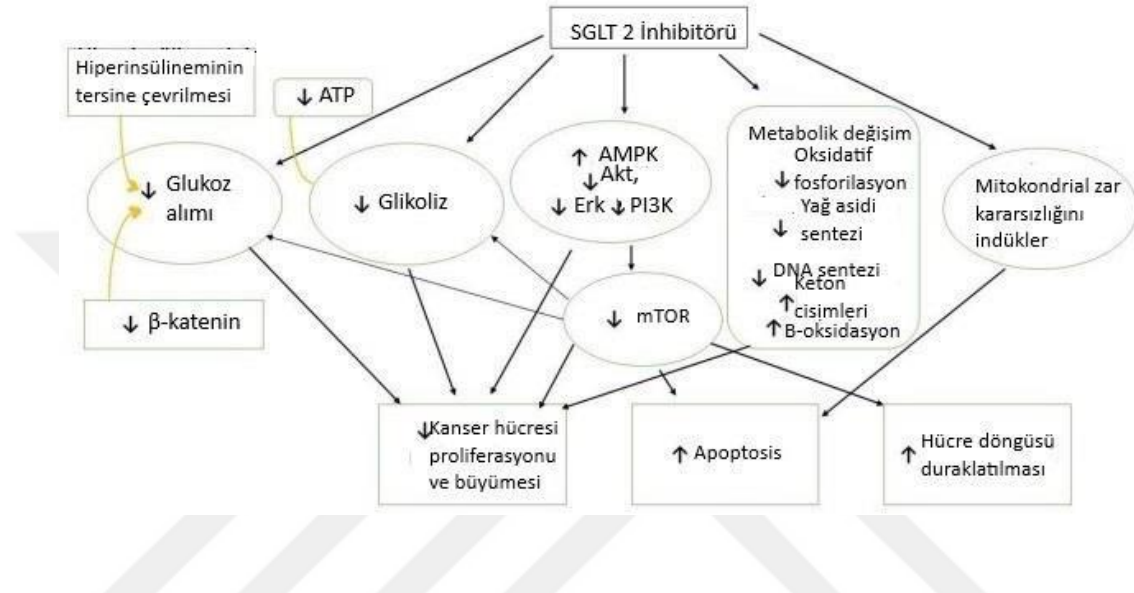 SGLT 2 İnhibitörü
Hiperinsülineminin
tersine çevrilmesi
↓ ATP
↓ Glukoz
alımı
↓ Glikoliz
↑ AMPK
↓ Akt,
↓ Erk ↓ PI3K
Metabolik değişim
Oksidatif
↓ fosforilasyon
Yağ asidi
↓ sentezi
↓ DNA sentezi
Keton
↑ cisimleri
↑ B-oksidasyon
Mitokondrial zar
kararsızlığını
indükler
↓ β-katenin
↓ mTOR
↓ Kanser hücresi
proliferasyonu
ve büyümesi
↑ Apoptosis
↑ Hücre döngüsü
duraklatılması